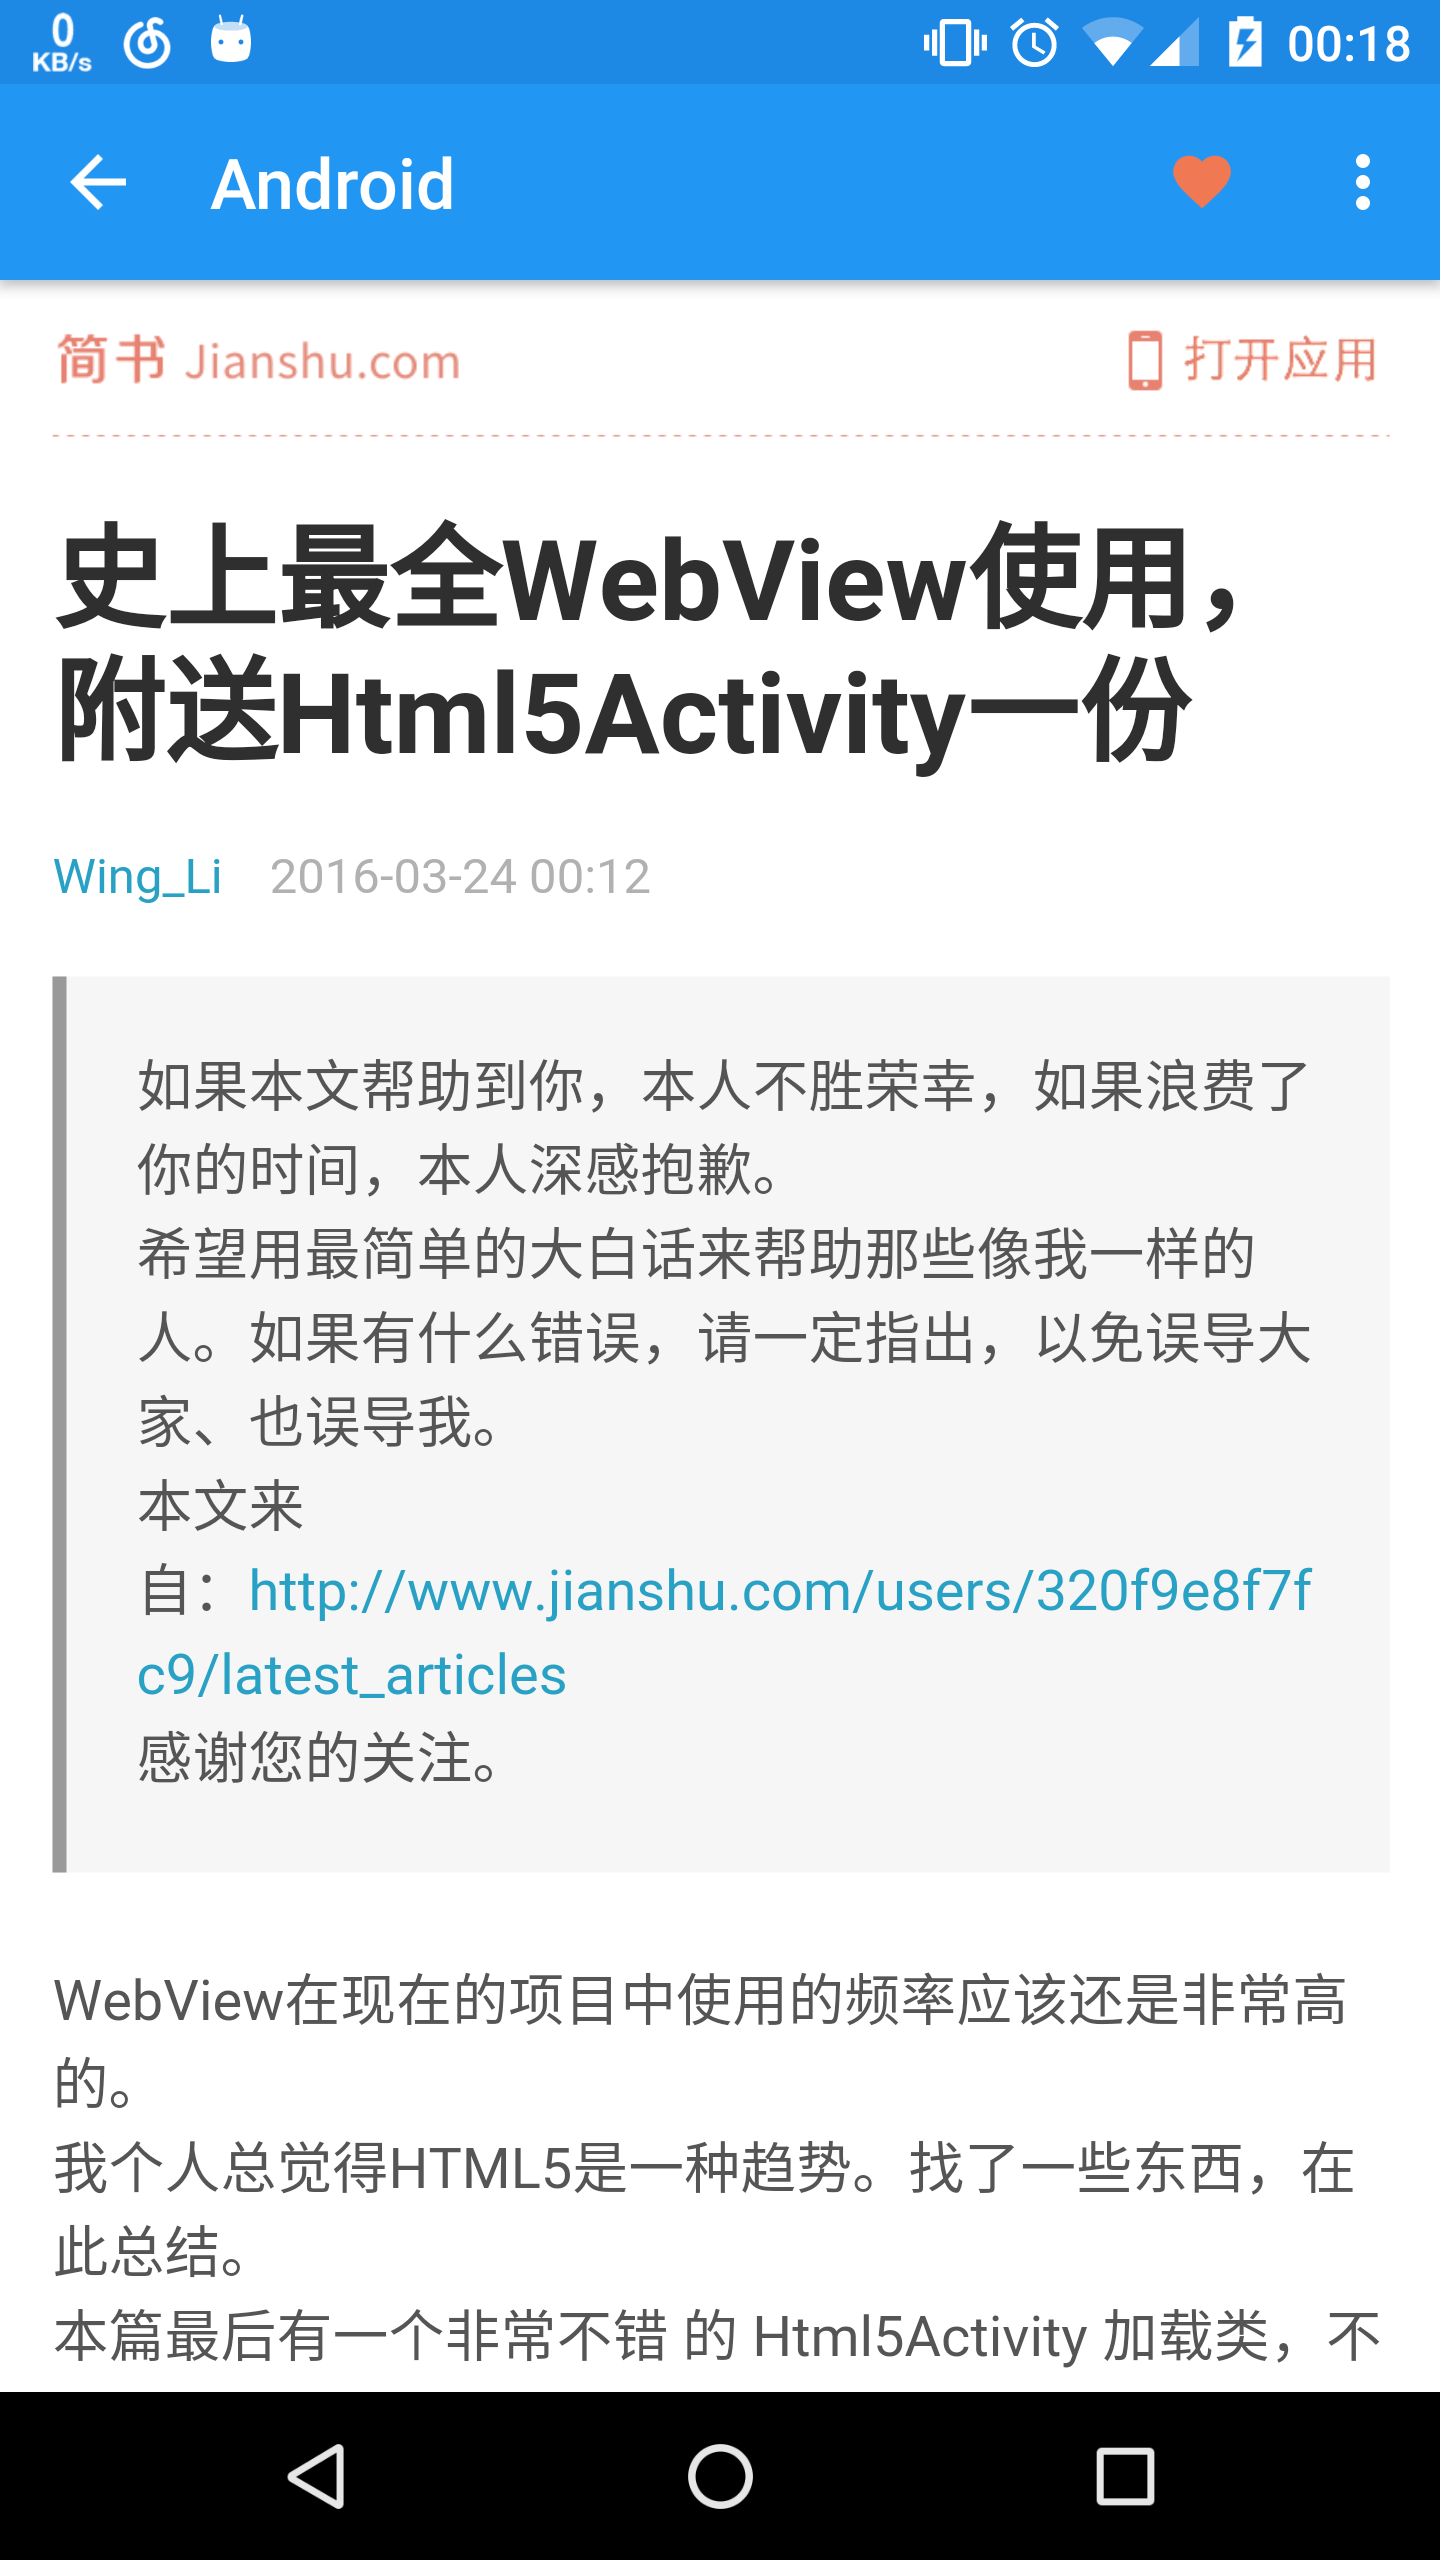 0
KB/s
00:18
Android
简书 Jianshu.com
打开应用
史上最全WebView使用，
附送Html5Activity一份
Wing_Li 2016-03-24 00:12
如果本文帮助到你，本人不胜荣幸，如果浪费了
你的时间，本人深感抱歉。
希望用最简单的大白话来帮助那些像我一样的
人。如果有什么错误，请一定指出，以免误导大
家、也误导我。
本文来
自：http://www.jianshu.com/users/320f9e8f7f
c9/latest_articles
感谢您的关注。
WebView在现在的项目中使用的频率应该还是非常高
的。
我个人总觉得HTML5是一种趋势。找了一些东西，在
此总结。
本篇最后有一个非常不错 的 Html5Activity 加载类，不